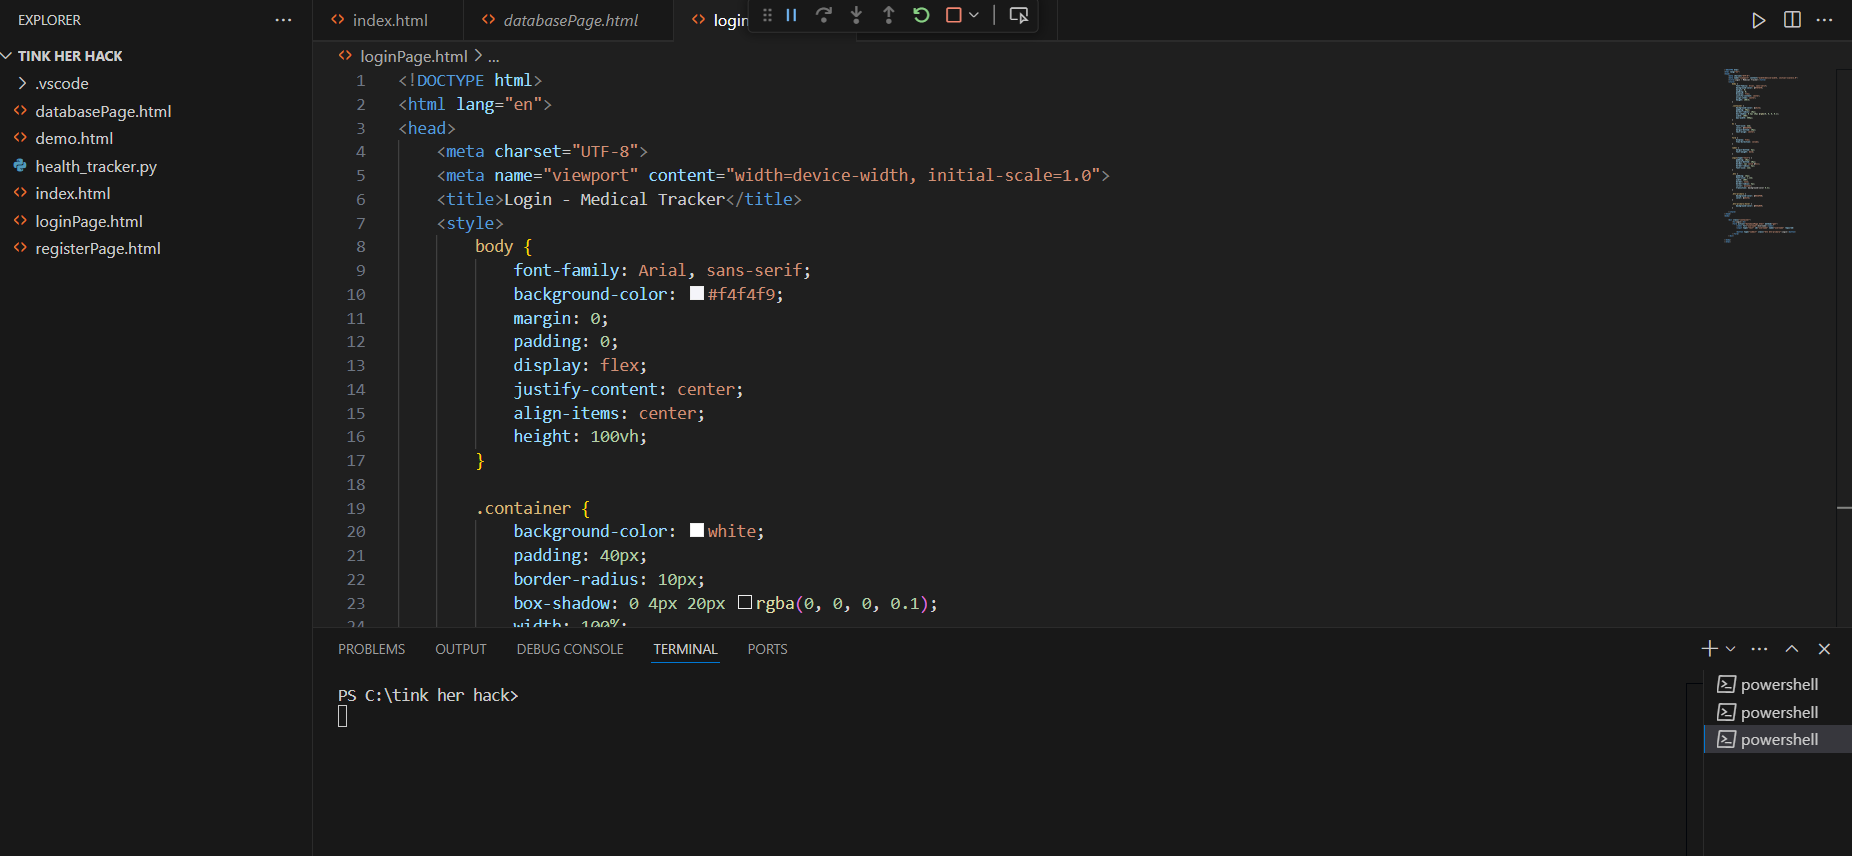 EXPLORER
TINK HER HACK
.vscode
databasePage.html
demo.html
health_tracker.py
index.html
loginPage.html
registerPage.html
index.html
databasePage.html
login
loginPage.html > ...
1 <!DOCTYPE html>
2 <html lang="en">
3 <head>
4 <meta charset="UTF-8">
5 <meta name="viewport" content="width=device-width, initial-scale=1.0">
6 <title>Login - Medical Tracker</title>
7 <style>
8 body {
9 font-family: Arial, sans-serif;
10 background-color: #f4f4f9;
11 margin: 0;
12 padding: 0;
13 display: flex;
14 justify-content: center;
15 align-items: center;
16 height: 100vh;
17 }
18
19 .container {
20 background-color: white;
21 padding: 40px;
22 border-radius: 10px;
23 box-shadow: 0 4px 20px rgba(0, 0, 0, 0.1);
24 width: 100%;
PROBLEMS OUTPUT DEBUG CONSOLE TERMINAL PORTS
PS C:\tink her hack>
powershell
powershell
powershell